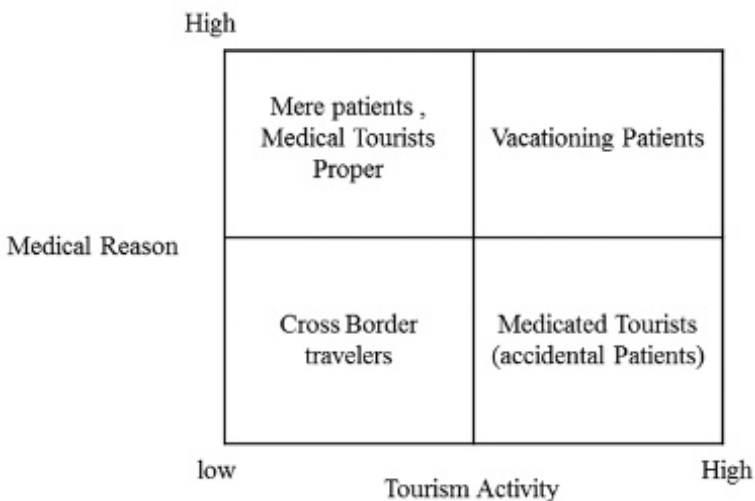 High
Mere patients ,
Medical Tourists
Proper
Vacationing Patients
Medical Reason
Cross Border
travelers
Medicated Tourists
(accidental Patients)
low
High
Tourism Activity